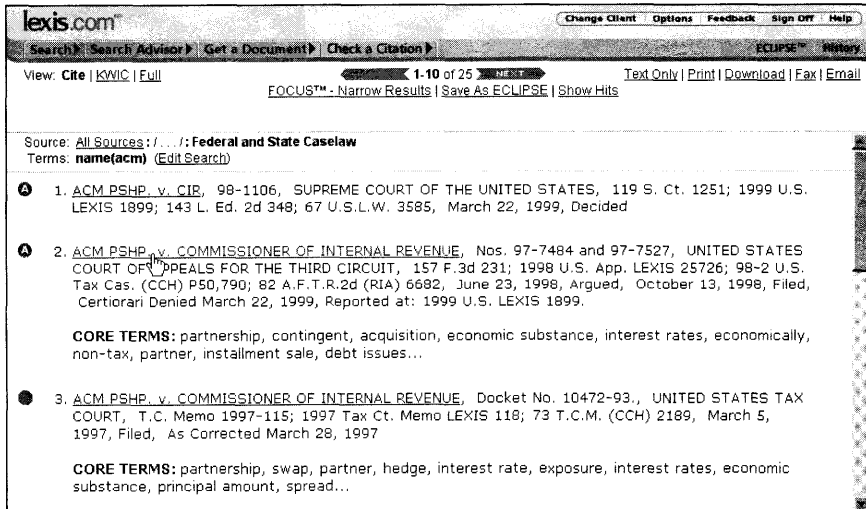 lexis.com™
Change Client Options Feedback Sign Off Help
Search Search Advisor Get a Document Check a Citation ECLIPSE™ History
View: Cite | KWIC | Full 1-10 of 25 NEXT Text Only | Print | Download | Fax | Email
FOCUS™ - Narrow Results | Save As ECLIPSE | Show Hits
Source: All Sources : / . . . / : Federal and State Caselaw
Terms: name(acm) (Edit Search)
A 1. ACM PSHP. v. CIR, 98-1106, SUPREME COURT OF THE UNITED STATES, 119 S. Ct. 1251; 1999 U.S.
LEXIS 1899; 143 L. Ed. 2d 348; 67 U.S.L.W. 3585, March 22, 1999, Decided
A 2. ACM PSHP. v. COMMISSIONER OF INTERNAL REVENUE, Nos. 97-7484 and 97-7527, UNITED STATES
COURT OF APPEALS FOR THE THIRD CIRCUIT, 157 F.3d 231; 1998 U.S. App. LEXIS 25726; 98-2 U.S.
Tax Cas. (CCH) P50,790; 82 A.F.T.R.2d (RIA) 6682, June 23, 1998, Argued, October 13, 1998, Filed,
Certiorari Denied March 22, 1999, Reported at: 1999 U.S. LEXIS 1899.
CORE TERMS: partnership, contingent, acquisition, economic substance, interest rates, economically,
non-tax, partner, installment sale, debt issues...
3. ACM PSHP. v. COMMISSIONER OF INTERNAL REVENUE, Docket No. 10472-93., UNITED STATES TAX
COURT, T.C. Memo 1997-115; 1997 Tax Ct. Memo LEXIS 118; 73 T.C.M. (CCH) 2189, March 5,
1997, Filed, As Corrected March 28, 1997
CORE TERMS: partnership, swap, partner, hedge, interest rate, exposure, interest rates, economic
substance, principal amount, spread...